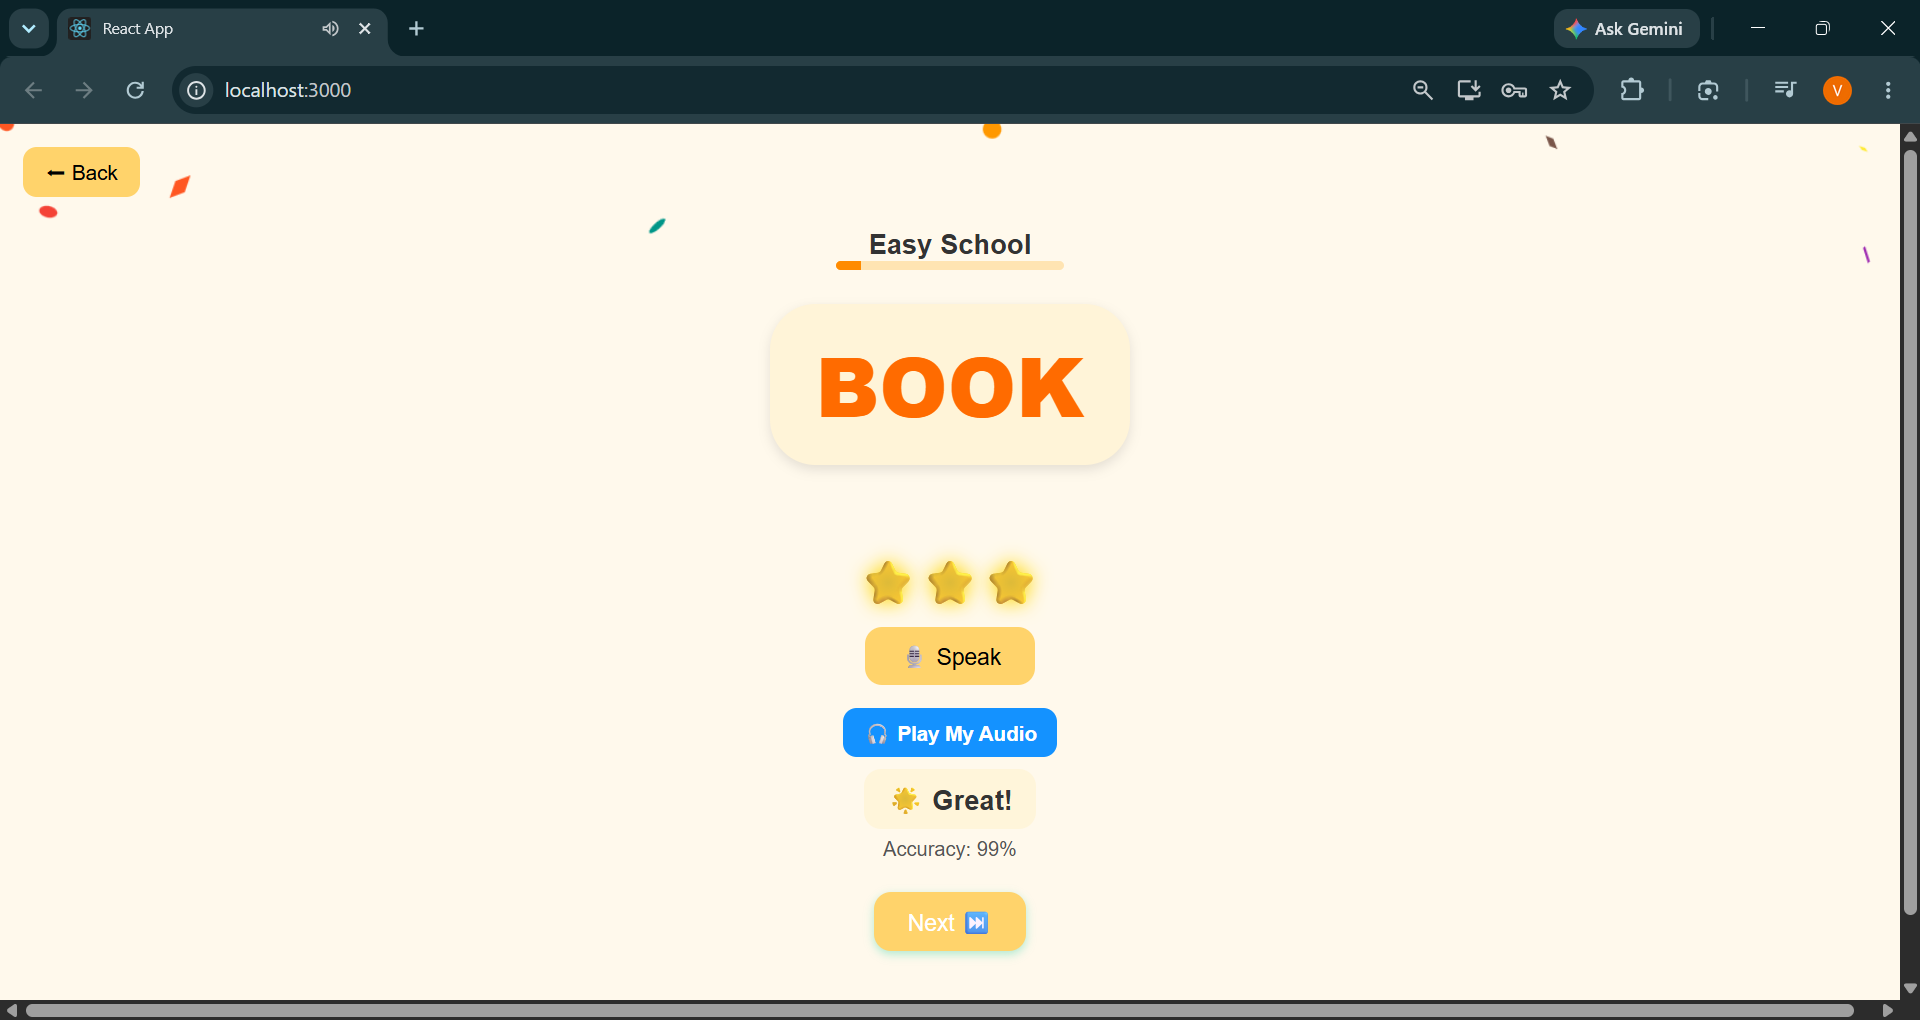 React App
Ask Gemini
localhost:3000
V
← Back
Easy School
BOOK
Speak
Play My Audio
Great!
Accuracy: 99%
Next